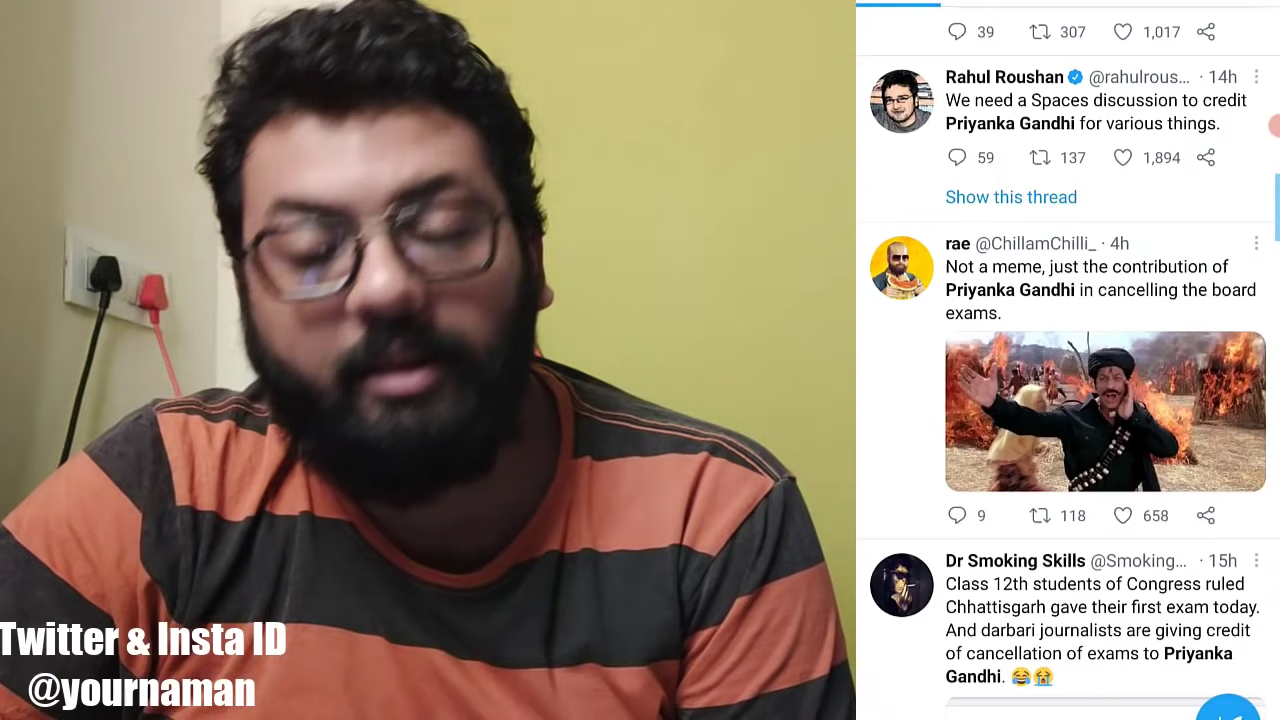 39 307 1,017
Rahul Roushan @rahulrous... · 14h
We need a Spaces discussion to credit
Priyanka Gandhi for various things.
59 137 1,894
Show this thread
rae @ChillamChilli_ · 4h
Not a meme, just the contribution of
Priyanka Gandhi in cancelling the board
exams.
9 118 658
Dr Smoking Skills @Smoking... · 15h
Class 12th students of Congress ruled
Chhattisgarh gave their first exam today.
And darbari journalists are giving credit
of cancellation of exams to Priyanka
Gandhi. 😂😭
Twitter & Insta ID
@yournaman